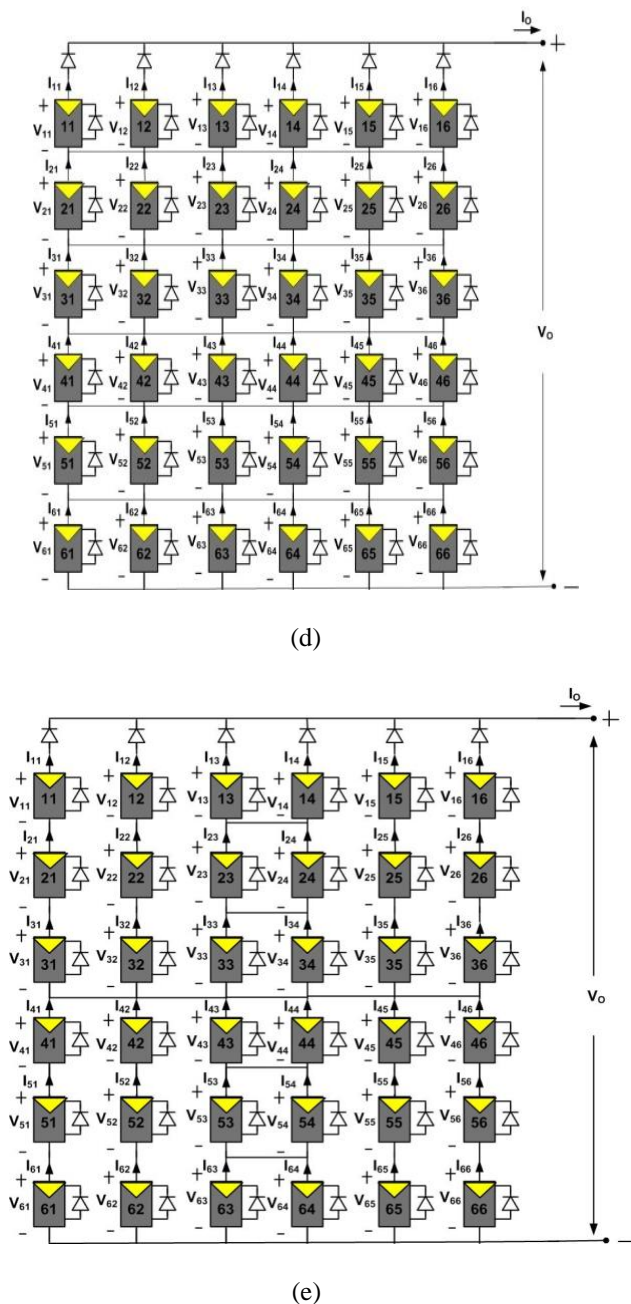 I₀ +
I₁₁ I₁₂ I₁₃ I₁₄ I₁₅ I₁₆
+ + + + + +
V₁₁ 11 V₁₂ 12 V₁₃ 13 V₁₄ 14 V₁₅ 15 V₁₆ 16
– – – – – –
I₂₁ I₂₂ I₂₃ I₂₄ I₂₅ I₂₆
+ + + + + +
V₂₁ 21 V₂₂ 22 V₂₃ 23 V₂₄ 24 V₂₅ 25 V₂₆ 26
– – – – – –
I₃₁ I₃₂ I₃₃ I₃₄ I₃₅ I₃₆
+ + + + + +
V₃₁ 31 V₃₂ 32 V₃₃ 33 V₃₄ 34 V₃₅ 35 V₃₆ 36
– – – – – –
V₀
I₄₁ I₄₂ I₄₃ I₄₄ I₄₅ I₄₆
+ + + + + +
V₄₁ 41 V₄₂ 42 V₄₃ 43 V₄₄ 44 V₄₅ 45 V₄₆ 46
– – – – – –
I₅₁ I₅₂ I₅₃ I₅₄ I₅₅ I₅₆
+ + + + + +
V₅₁ 51 V₅₂ 52 V₅₃ 53 V₅₄ 54 V₅₅ 55 V₅₆ 56
– – – – – –
I₆₁ I₆₂ I₆₃ I₆₄ I₆₅ I₆₆
+ + + + + +
V₆₁ 61 V₆₂ 62 V₆₃ 63 V₆₄ 64 V₆₅ 65 V₆₆ 66
– – – – – – –
(d)
I₀ +
I₁₁ I₁₂ I₁₃ I₁₄ I₁₅ I₁₆
+ + + + + +
V₁₁ 11 V₁₂ 12 V₁₃ 13 V₁₄ 14 V₁₅ 15 V₁₆ 16
– – – – – –
I₂₁ I₂₂ I₂₃ I₂₄ I₂₅ I₂₆
+ + + + + +
V₂₁ 21 V₂₂ 22 V₂₃ 23 V₂₄ 24 V₂₅ 25 V₂₆ 26
– – – – – –
I₃₁ I₃₂ I₃₃ I₃₄ I₃₅ I₃₆
+ + + + + +
V₃₁ 31 V₃₂ 32 V₃₃ 33 V₃₄ 34 V₃₅ 35 V₃₆ 36
– – – – – –
V₀
I₄₁ I₄₂ I₄₃ I₄₄ I₄₅ I₄₆
+ + + + + +
V₄₁ 41 V₄₂ 42 V₄₃ 43 V₄₄ 44 V₄₅ 45 V₄₆ 46
– – – – – –
I₅₁ I₅₂ I₅₃ I₅₄ I₅₅ I₅₆
+ + + + + +
V₅₁ 51 V₅₂ 52 V₅₃ 53 V₅₄ 54 V₅₅ 55 V₅₆ 56
– – – – – –
I₆₁ I₆₂ I₆₃ I₆₄ I₆₅ I₆₆
+ + + + + +
V₆₁ 61 V₆₂ 62 V₆₃ 63 V₆₄ 64 V₆₅ 65 V₆₆ 66
– – – – – – –
(e)